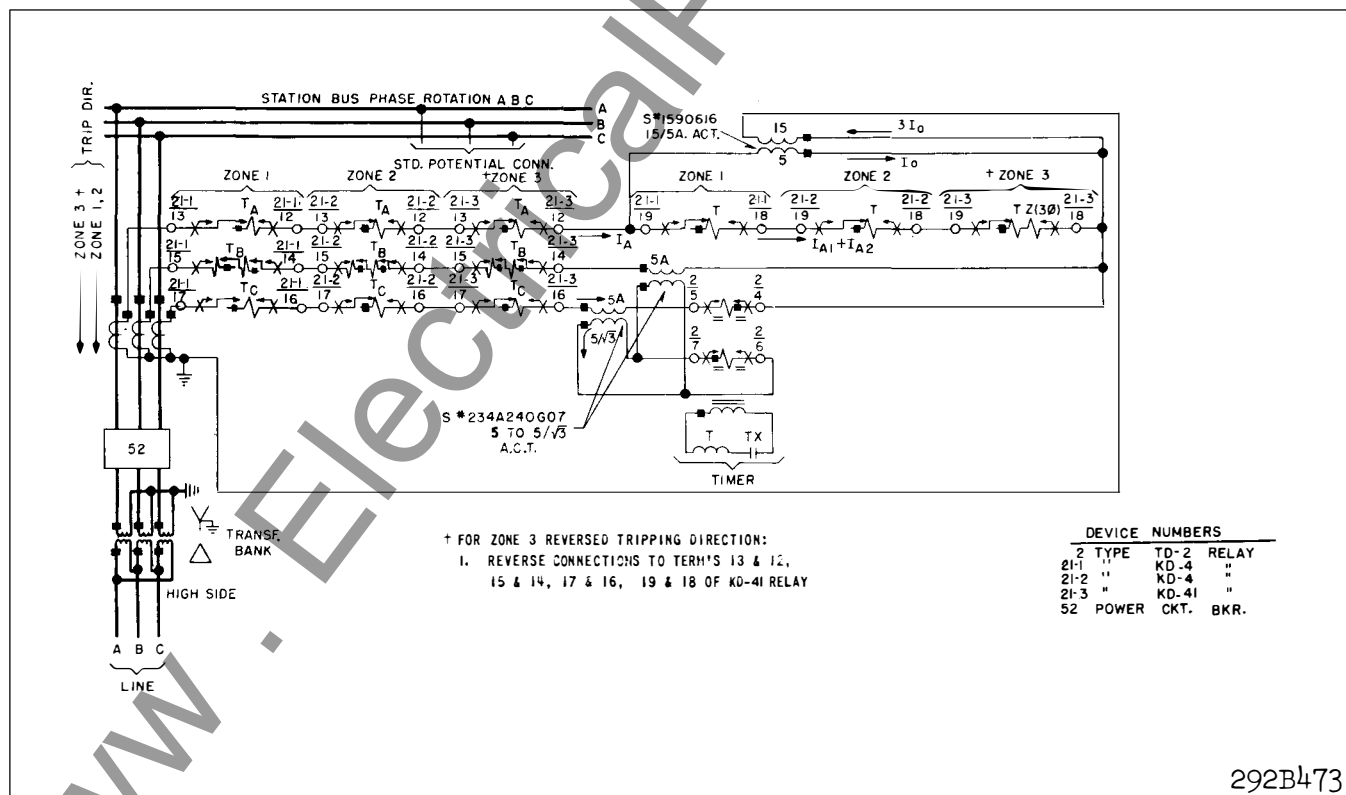 www . ElectricalP
TRIP DIR.
ZONE 3 +
ZONE 1, 2
STATION BUS PHASE ROTATION A B C
A
B
C
STD. POTENTIAL CONN.
S#1590616
15/5A. ACT.
15
5
3 I0
I0
ZONE 1
ZONE 2
†ZONE 3
ZONE 1
ZONE 2
† ZONE 3
21-1 13 TA 21-1 12
21-2 13 TA 21-2 12
21-3 13 TA 21-3 12
IA
21-1 19 T 21-1 18
21-2 19 T 21-2 18
IA1 + IA2
21-3 19 T Z(3Ø) 21-3 18
21-1 15 TB 21-1 14
21-2 15 TB 21-2 14
21-3 15 TB 21-3 14
5A
21-1 17 TC 21-1 16
21-2 17 TC 21-2 16
21-3 17 TC 21-3 16
5A
5/√3
2 5
2 4
2 7
2 6
S #234A240G07
5 TO 5/√3
A.C.T.
T TX
TIMER
52
TRANSF.
BANK
HIGH SIDE
A B C
LINE
† FOR ZONE 3 REVERSED TRIPPING DIRECTION:
1. REVERSE CONNECTIONS TO TERM'S 13 & 12,
15 & 14, 17 & 16, 19 & 18 OF KD-41 RELAY
DEVICE NUMBERS
2 TYPE TD-2 RELAY
21-1 " KD-4 "
21-2 " KD-4 "
21-3 " KD-41 "
52 POWER CKT. BKR.
292B473